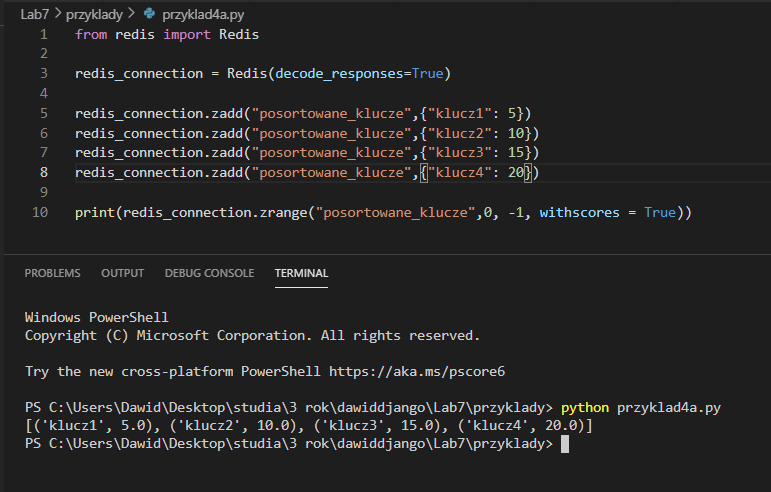 Lab7 > przyklady > przyklad4a.py
1 from redis import Redis
2
3 redis_connection = Redis(decode_responses=True)
4
5 redis_connection.zadd("posortowane_klucze",{"klucz1": 5})
6 redis_connection.zadd("posortowane_klucze",{"klucz2": 10})
7 redis_connection.zadd("posortowane_klucze",{"klucz3": 15})
8 redis_connection.zadd("posortowane_klucze",{"klucz4": 20})
9
10 print(redis_connection.zrange("posortowane_klucze",0, -1, withscores = True))
PROBLEMS OUTPUT DEBUG CONSOLE TERMINAL
Windows PowerShell
Copyright (C) Microsoft Corporation. All rights reserved.
Try the new cross-platform PowerShell https://aka.ms/pscore6
PS C:\Users\Dawid\Desktop\studia\3 rok\dawiddjango\Lab7\przyklady> python przyklad4a.py
[('klucz1', 5.0), ('klucz2', 10.0), ('klucz3', 15.0), ('klucz4', 20.0)]
PS C:\Users\Dawid\Desktop\studia\3 rok\dawiddjango\Lab7\przyklady>